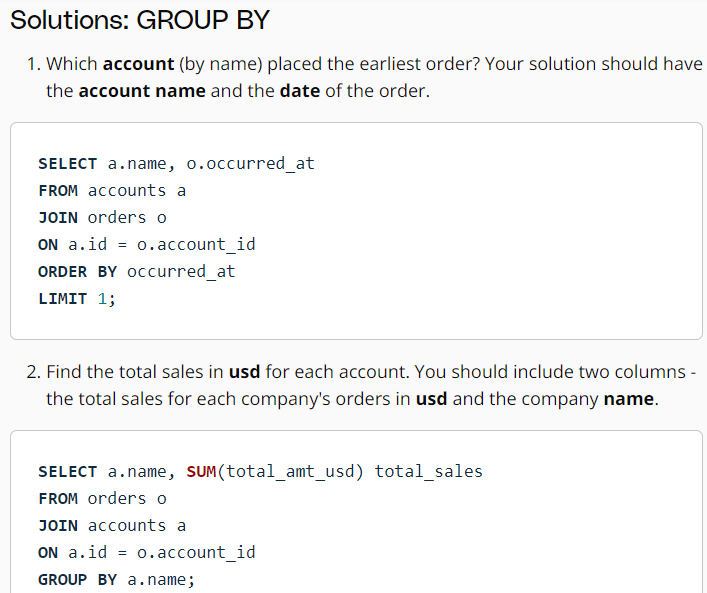 Solutions: GROUP BY
1. Which account (by name) placed the earliest order? Your solution should have
the account name and the date of the order.
SELECT a.name, o.occurred_at
FROM accounts a
JOIN orders o
ON a.id = o.account_id
ORDER BY occurred_at
LIMIT 1;
2. Find the total sales in usd for each account. You should include two columns -
the total sales for each company's orders in usd and the company name.
SELECT a.name, SUM(total_amt_usd) total_sales
FROM orders o
JOIN accounts a
ON a.id = o.account_id
GROUP BY a.name;